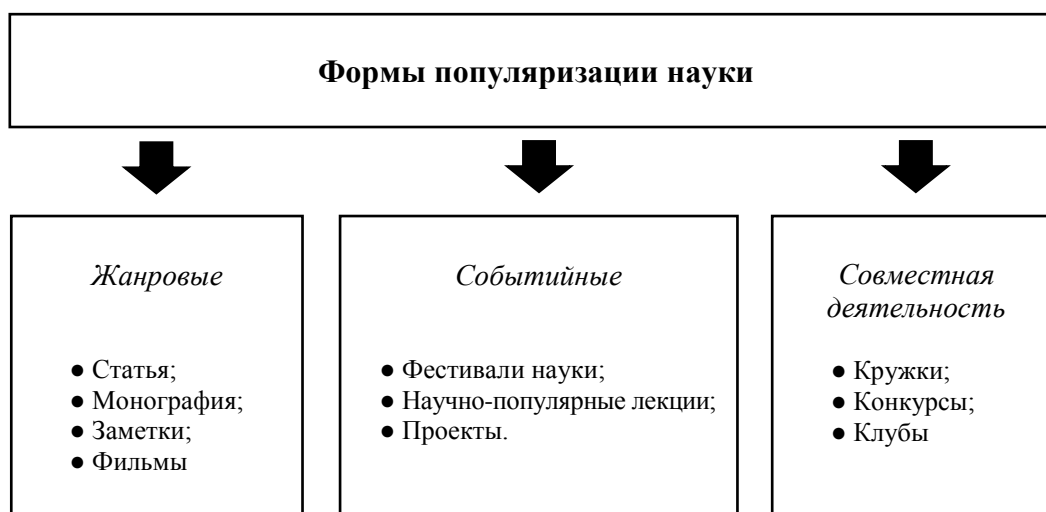 Формы популяризации науки
Жанровые
● Статья;
● Монография;
● Заметки;
● Фильмы
Событийные
● Фестивали науки;
● Научно-популярные лекции;
● Проекты.
Совместная
деятельность
● Кружки;
● Конкурсы;
● Клубы